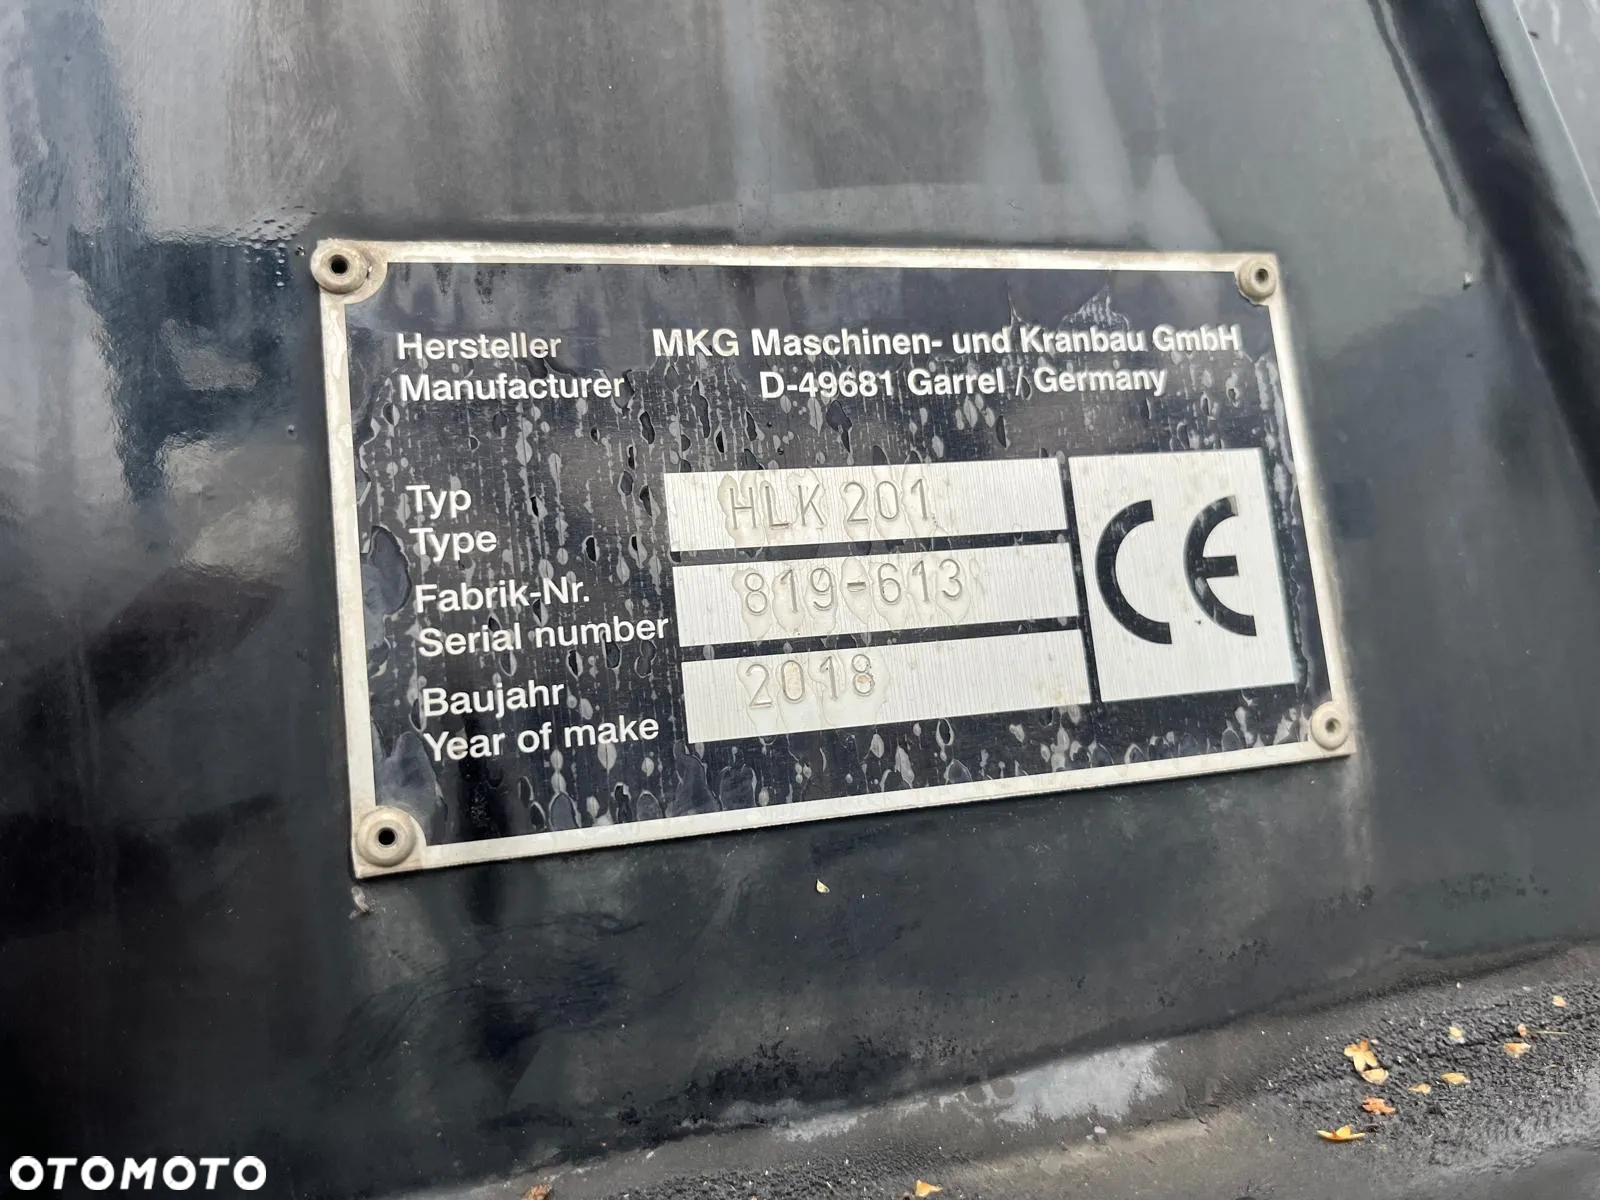 Hersteller MKG Maschinen- und Kranbau GmbH
Manufacturer D-49681 Garrel / Germany
Typ
Type HLK 201
Fabrik-Nr.
Serial number 819-613
Baujahr
Year of make 2018
CE
OTOMOTO